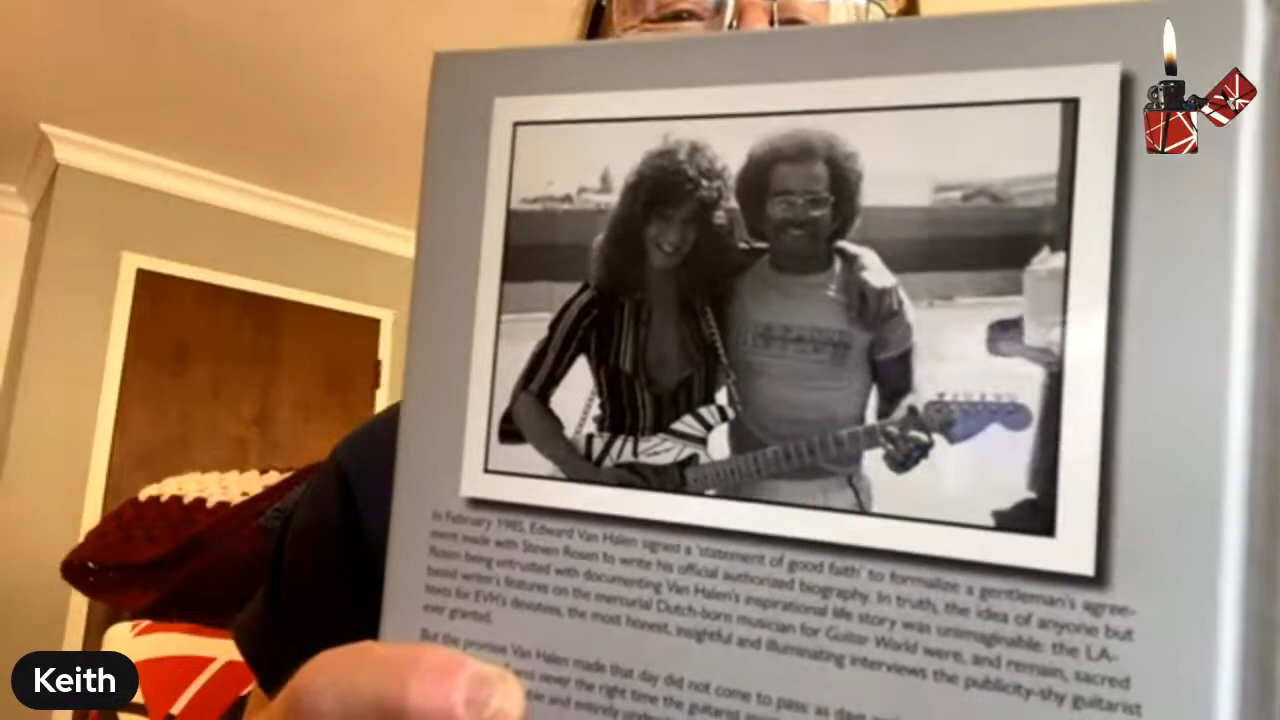 In February 1985, Edward Van Halen signed a 'statement of good faith' to formalize a gentleman's agree-
ment made with Steven Rosen to write his official authorized biography. In truth, the idea of anyone but
Rosen being entrusted with documenting Van Halen's inspirational life story was unimaginable: the LA-
based writer's features on the mercurial Dutch-born musician for Guitar World were, and remain, sacred
texts for EVH's devotees, the most honest, insightful and illuminating interviews the publicity-shy guitarist
ever granted.
But the promise Van Halen made that day did not come to pass: as
never the right time the guitarist
and entirely
Keith